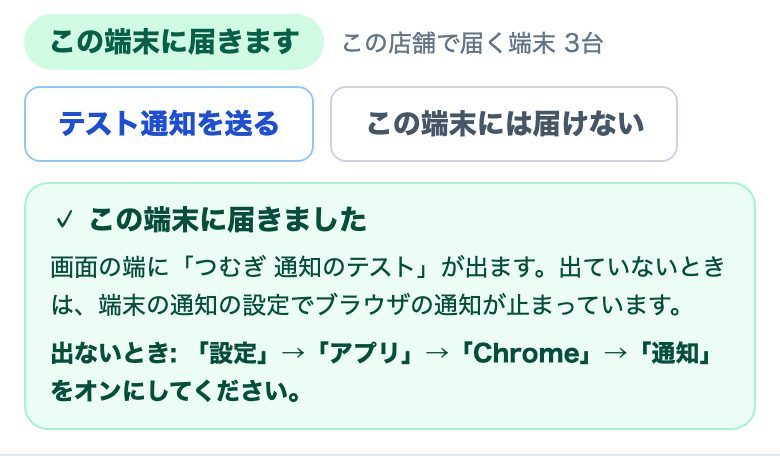 この端末に届きます この店舗で届く端末 3台
テスト通知を送る この端末には届けない
✓ この端末に届きました
画面の端に「つむぎ 通知のテスト」が出ます。出ていないとき
は、端末の通知の設定でブラウザの通知が止まっています。
出ないとき: 「設定」→「アプリ」→「Chrome」→「通知」
をオンにしてください。